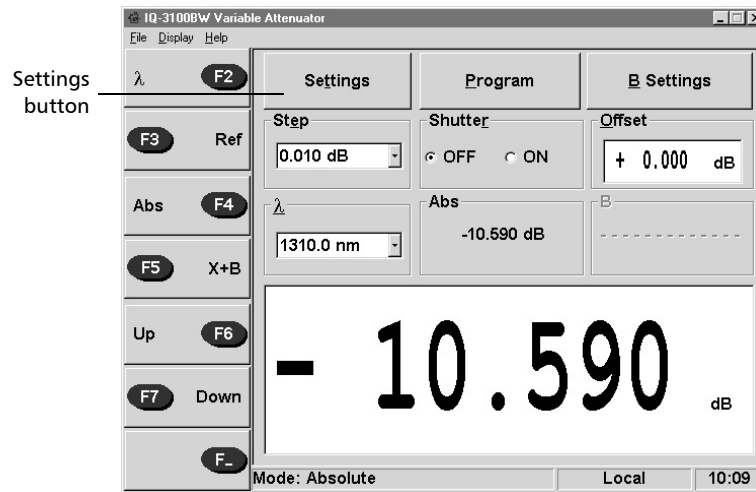 IQ-3100BW Variable Attenuator
File Display Help
Settings button
λ F2
F3 Ref
Abs F4
F5 X+B
Up F6
F7 Down
F_
Settings Program B Settings
Step Shutter Offset
0.010 dB OFF ON + 0.000 dB
λ Abs B
1310.0 nm -10.590 dB - - - - - - - - - - - - -
- 10.590 dB
Mode: Absolute Local 10:09